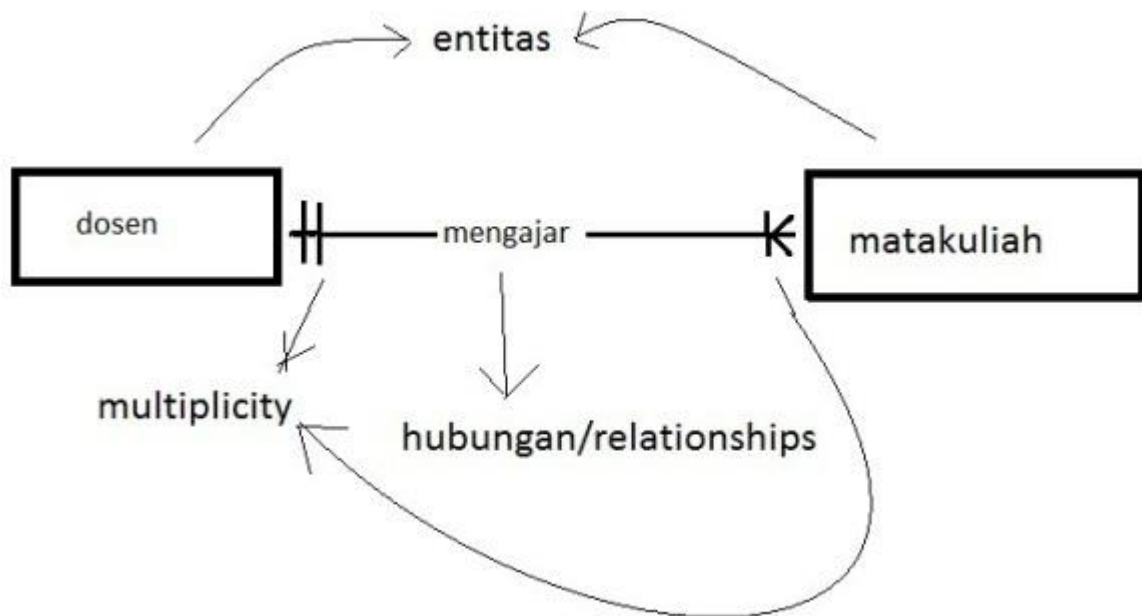 entitas
dosen
mengajar
matakuliah
multiplicity
hubungan/relationships